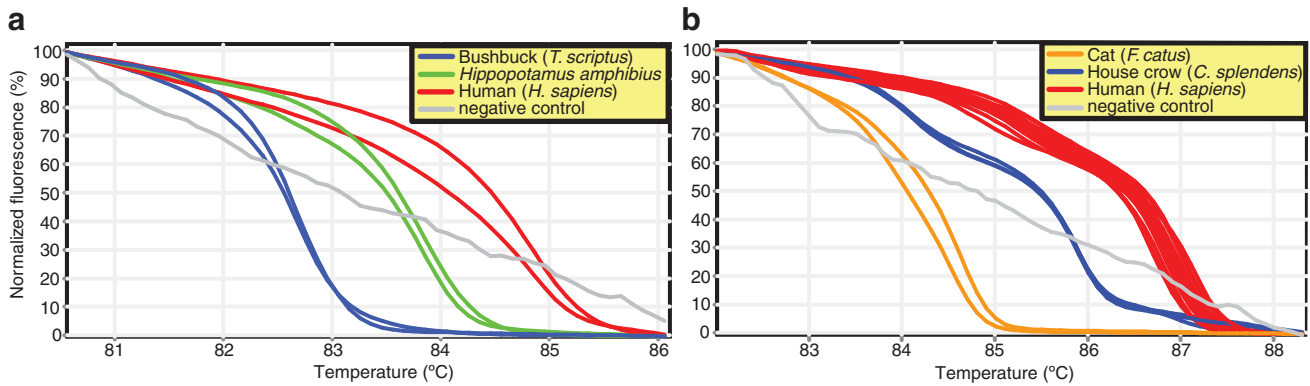 a
Normalized fluorescence (%)
100
90
80
70
60
50
40
30
20
10
0
Bushbuck (T. scriptus)
Hippopotamus amphibius
Human (H. sapiens)
negative control
81 82 83 84 85 86
Temperature (ºC)
b
100
90
80
70
60
50
40
30
20
10
0
Cat (F. catus)
House crow (C. splendens)
Human (H. sapiens)
negative control
83 84 85 86 87 88
Temperature (ºC)